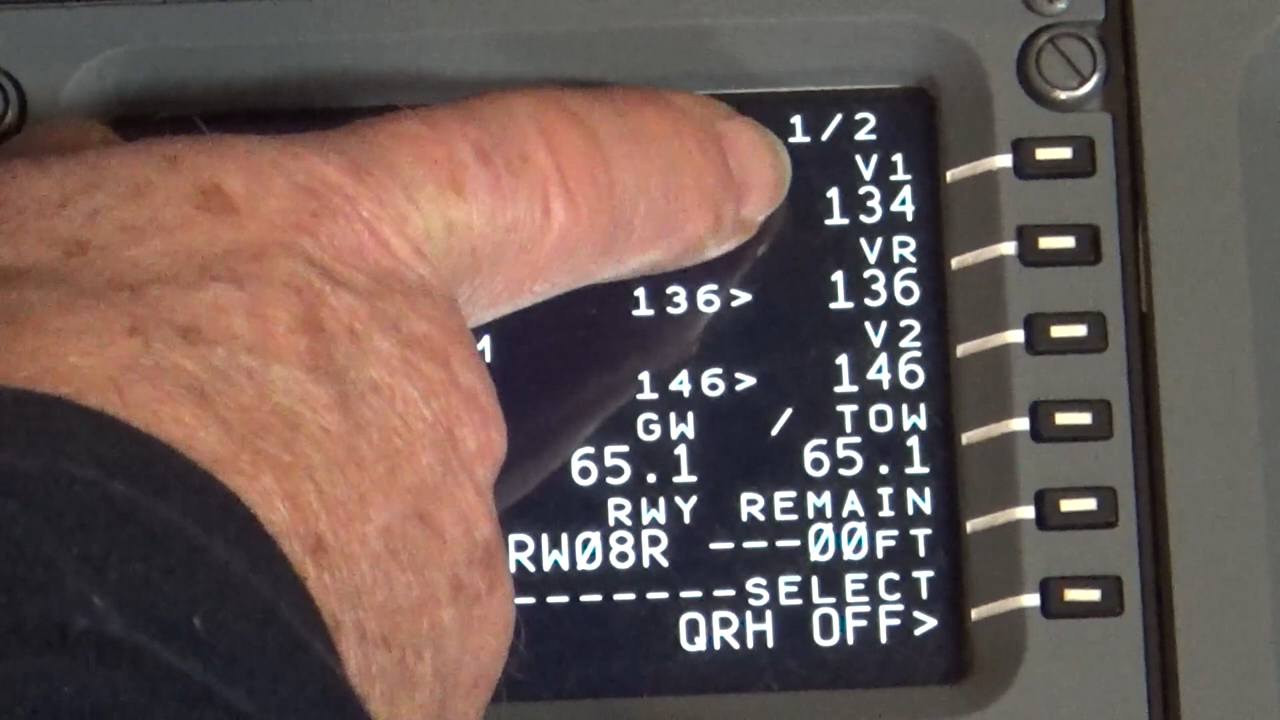 1/2
V1
134
VR
136> 136
V2
146> 146
GW / TOW
65.1 65.1
RWY REMAIN
RW08R ---00FT
-------SELECT
QRH OFF>